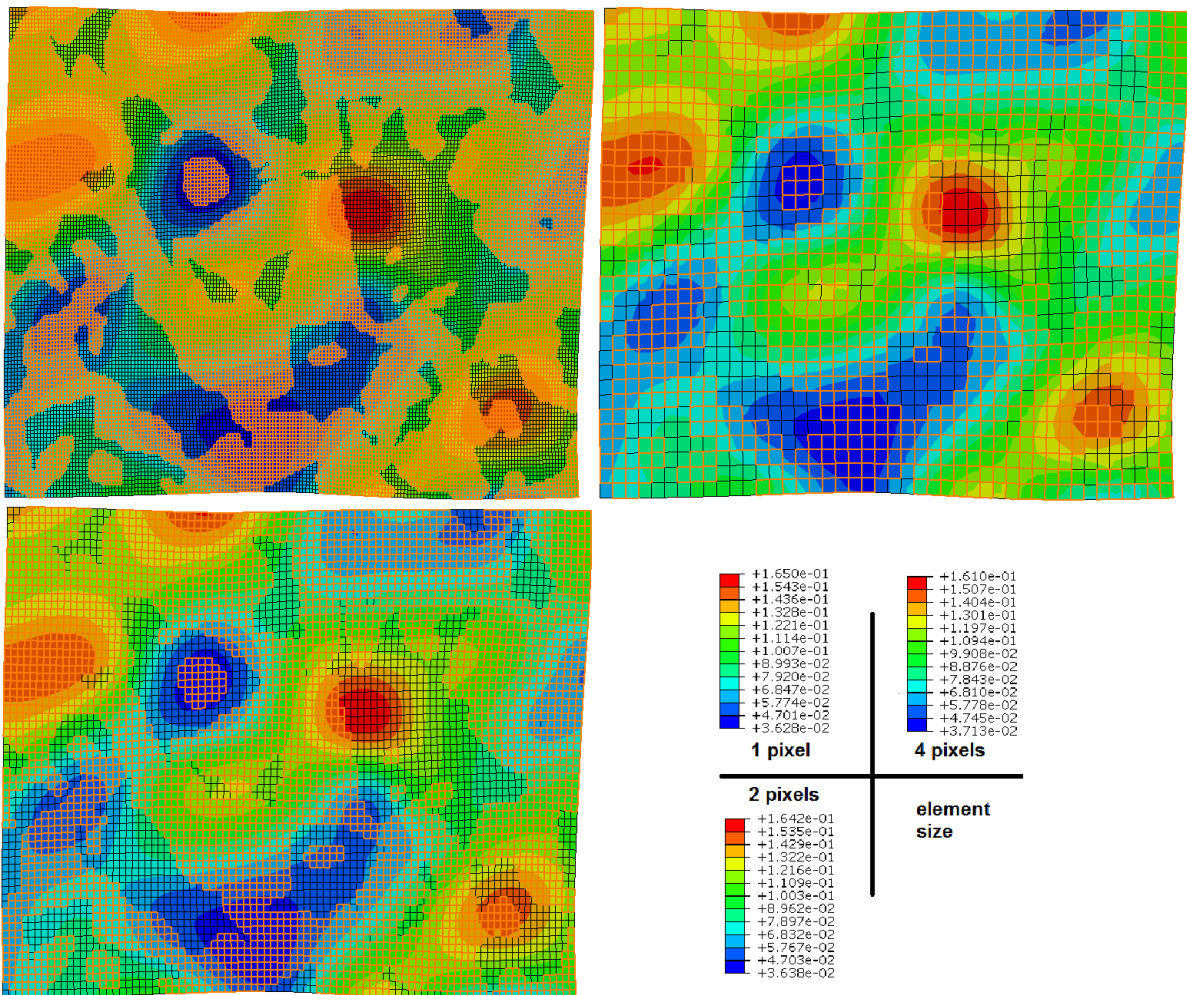 +1.650e-01
+1.543e-01
+1.436e-01
+1.328e-01
+1.221e-01
+1.114e-01
+1.007e-01
+8.993e-02
+7.920e-02
+6.847e-02
+5.774e-02
+4.701e-02
+3.628e-02
1 pixel
+1.610e-01
+1.507e-01
+1.404e-01
+1.301e-01
+1.197e-01
+1.094e-01
+9.908e-02
+8.876e-02
+7.843e-02
+6.810e-02
+5.778e-02
+4.745e-02
+3.713e-02
4 pixels
2 pixels
+1.642e-01
+1.535e-01
+1.429e-01
+1.322e-01
+1.216e-01
+1.109e-01
+1.003e-01
+8.962e-02
+7.897e-02
+6.832e-02
+5.767e-02
+4.703e-02
+3.638e-02
element
size